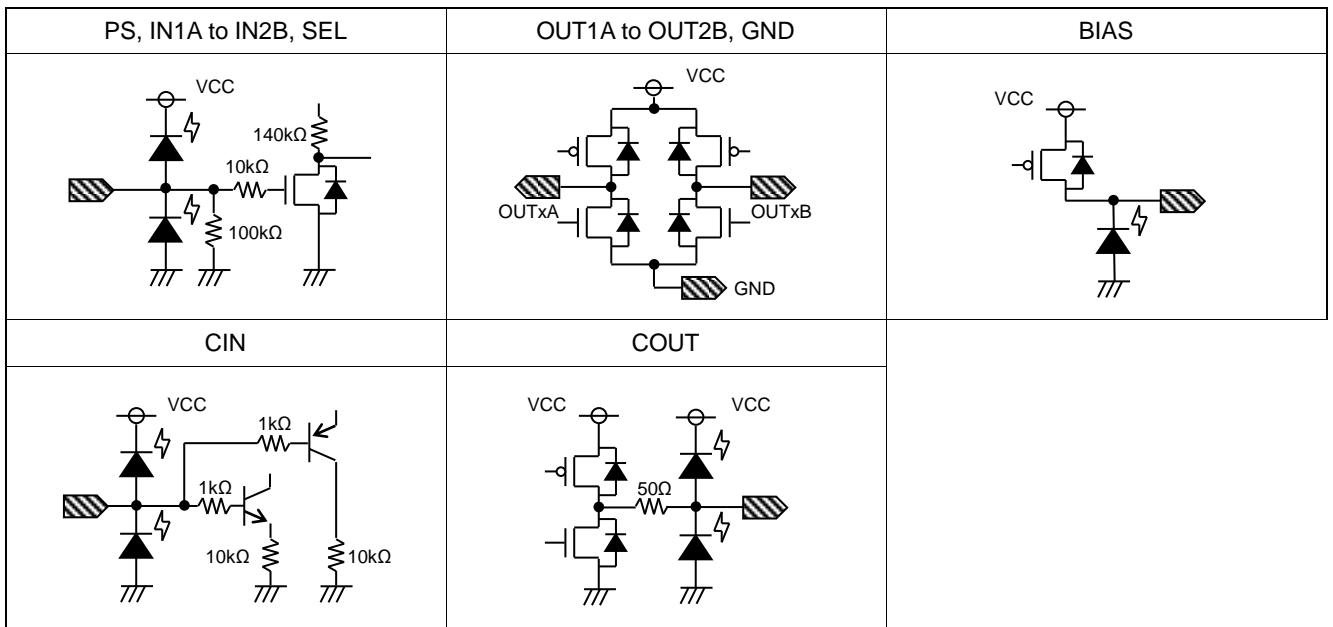 PS, IN1A to IN2B, SEL
OUT1A to OUT2B, GND
BIAS
VCC
140kΩ
10kΩ
100kΩ
VCC
OUTxA
OUTxB
GND
VCC
CIN
COUT
VCC
1kΩ
1kΩ
10kΩ
10kΩ
VCC
VCC
50Ω